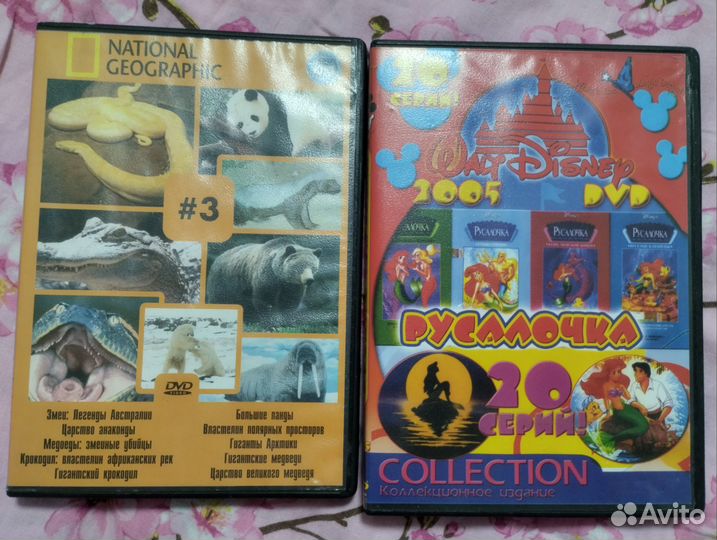 NATIONAL
GEOGRAPHIC
#3
DVD
VIDEO
Змеи: Легенды Австралии
Царство анаконды
Медоеды: змеиные убийцы
Крокодил: властелин африканских рек
Гигантский крокодил
Большие панды
Властелин полярных просторов
Гиганты Арктики
Гигантские медведи
Царство великого медведя
20
СЕРИЙ!
WALT DISNEY
2005 DVD
РУСАЛОЧКА
РУСАЛОЧКА
РУСАЛОЧКА
РУСАЛОЧКА
20
СЕРИЙ!
COLLECTION
Коллекционное издание
Avito